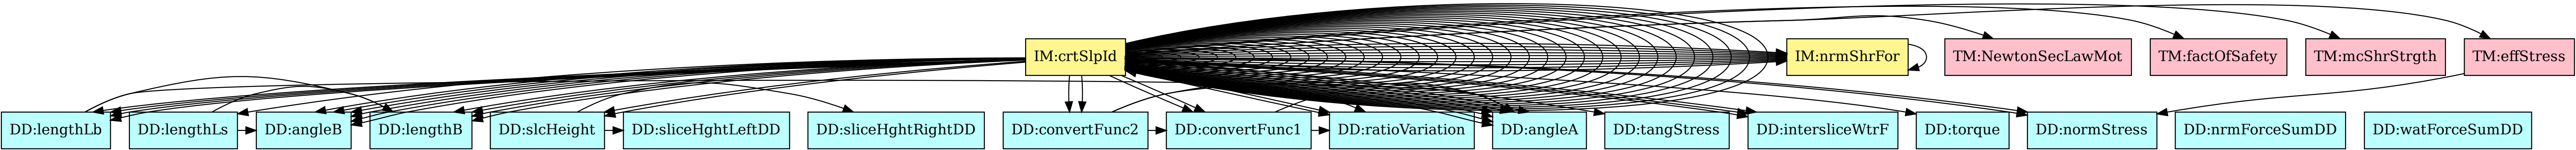 IM:crtSlpId
IM:nrmShrFor
TM:NewtonSecLawMot
TM:factOfSafety
TM:mcShrStrgth
TM:effStress
DD:lengthLb
DD:lengthLs
DD:angleB
DD:lengthB
DD:slcHeight
DD:sliceHghtLeftDD
DD:sliceHghtRightDD
DD:convertFunc2
DD:convertFunc1
DD:ratioVariation
DD:angleA
DD:tangStress
DD:intersliceWtrF
DD:torque
DD:normStress
DD:nrmForceSumDD
DD:watForceSumDD